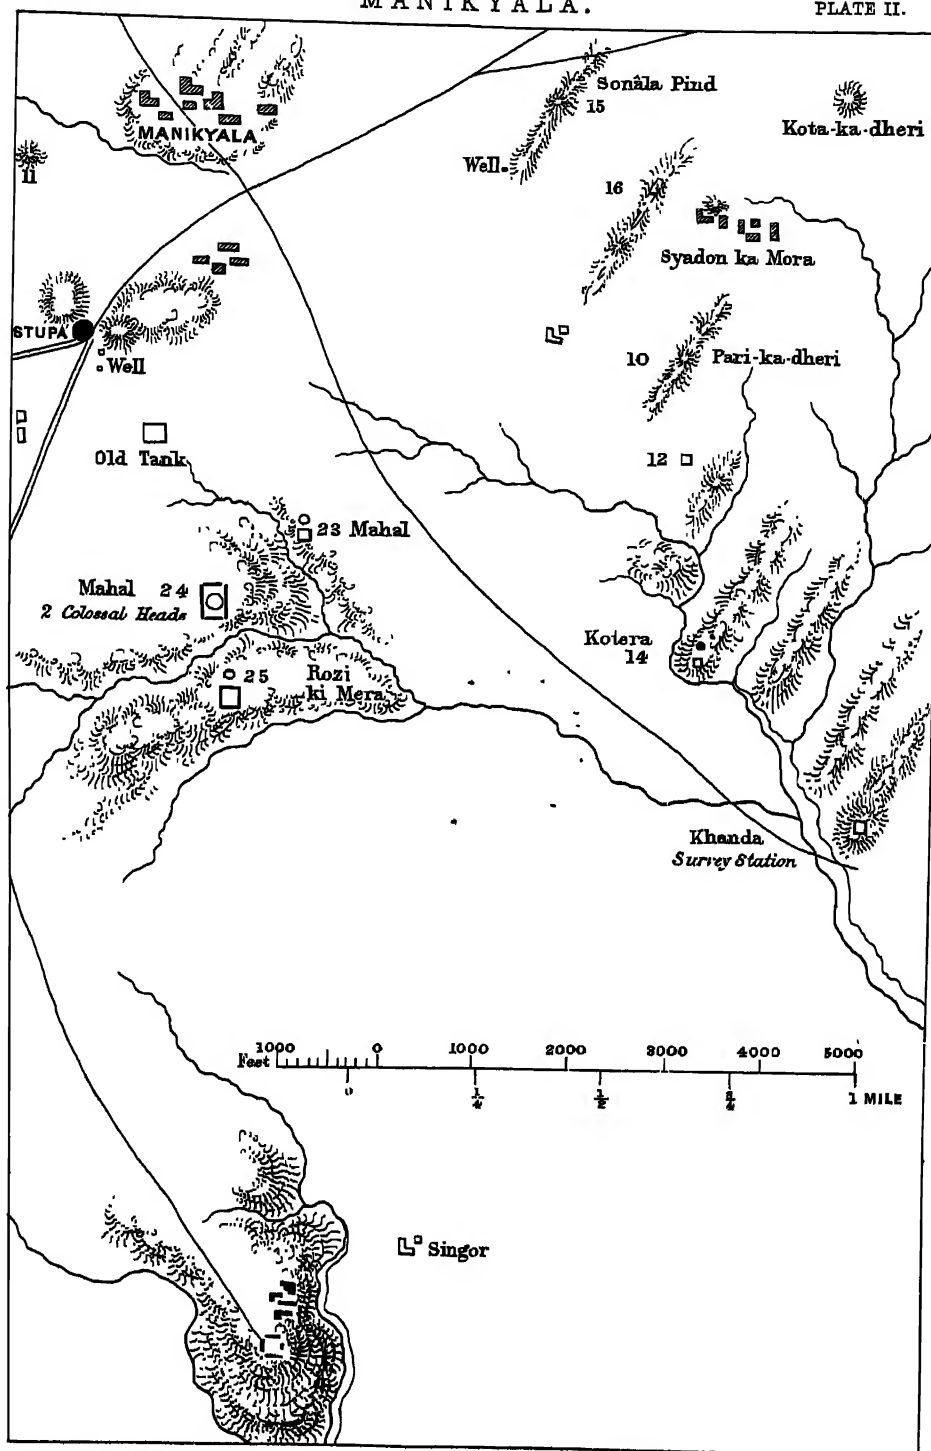 MANIKYALA.
PLATE II.
Sonâla Pind
15
Kota-ka-dheri
MANIKYALA
11
Well
16
Syadon ka Mora
STUPA
Well
10
Pari-ka-dheri
Old Tank
12
23 Mahal
Mahal 24
2 Colossal Heads
Kotera
14
25
Rozi
ki Mera
Khanda
Survey Station
Feet 1000 0 1000 2000 3000 4000 5000
0 1/4 1/2 3/4 1 MILE
Singor